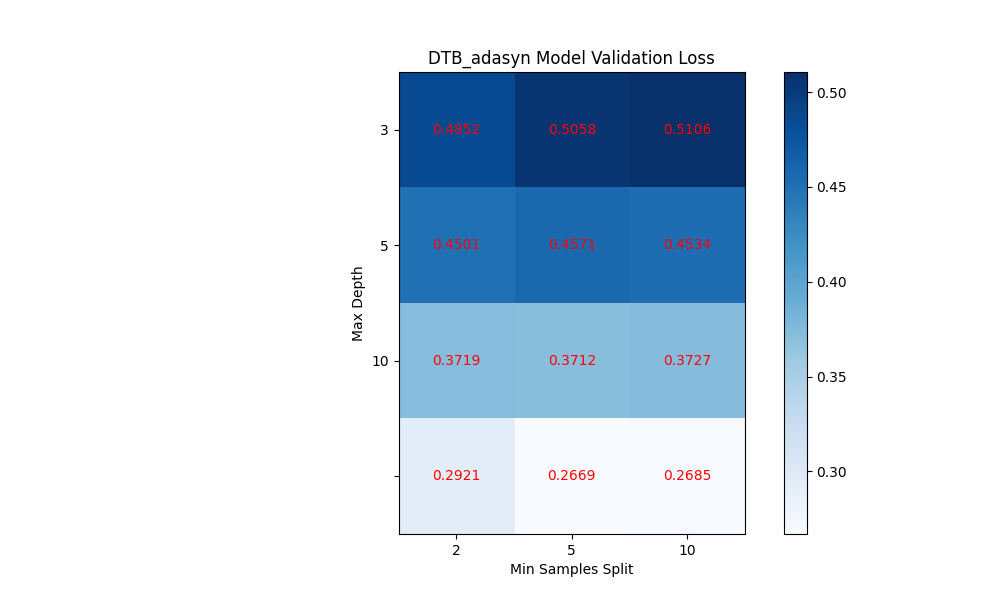 DTB_adasyn Model Validation Loss
3 0.4852 0.5058 0.5106
5 0.4501 0.4571 0.4534
10 0.3719 0.3712 0.3727
0.2921 0.2669 0.2685
2 5 10
Min Samples Split
Max Depth
0.50
0.45
0.40
0.35
0.30